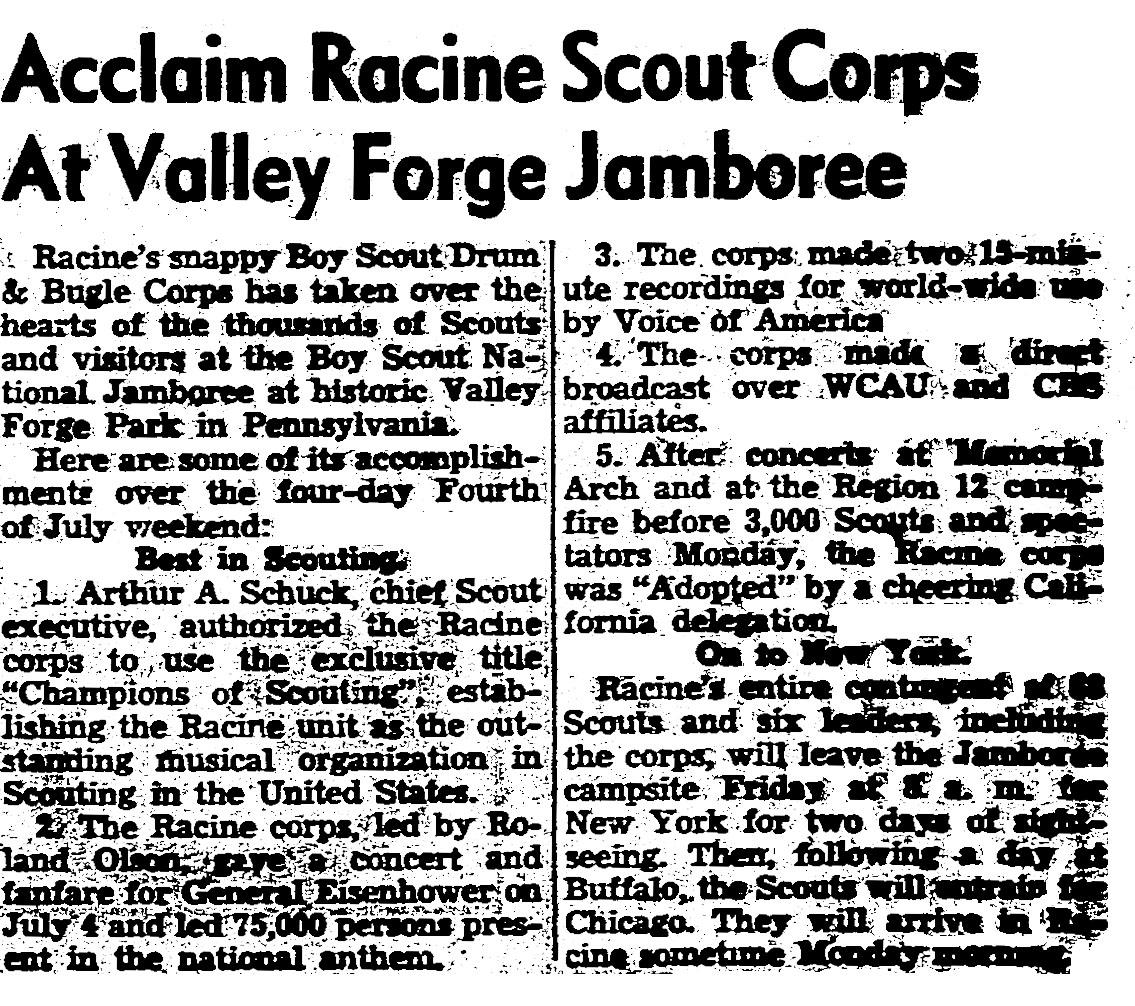 Acclaim Racine Scout Corps
At Valley Forge Jamboree
Racine's snappy Boy Scout Drum
& Bugle Corps has taken over the
hearts of the thousands of Scouts
and visitors at the Boy Scout Na-
tional Jamboree at historic Valley
Forge Park in Pennsylvania.
Here are some of its accomplish-
ments over the four-day Fourth
of July weekend:
Best in Scouting.
1. Arthur A. Schuck, chief Scout
executive, authorized the Racine
corps to use the exclusive title
"Champions of Scouting", estab-
lishing the Racine unit as the out-
standing musical organization in
Scouting in the United States.
2. The Racine corps, led by Ro-
land Olson, gave a concert and
fanfare for General Eisenhower on
July 4 and led 75,000 persons pres-
ent in the national anthem.
3. The corps made two 15-min-
ute recordings for world-wide use
by Voice of America
4. The corps made a direct
broadcast over WCAU and CBS
affiliates.
5. After concerts at Memorial
Arch and at the Region 12 camp-
fire before 3,000 Scouts and spec-
tators Monday, the Racine corps
was "Adopted" by a cheering Cali-
fornia delegation.
On to New York.
Racine's entire contingent of
Scouts and six leaders, including
the corps, will leave the Jamboree
campsite Friday at 8 a. m. for
New York for two days of sight-
seeing. Then, following a day at
Buffalo, the Scouts will entrain for
Chicago. They will arrive in Ra-
cine sometime Monday morning.